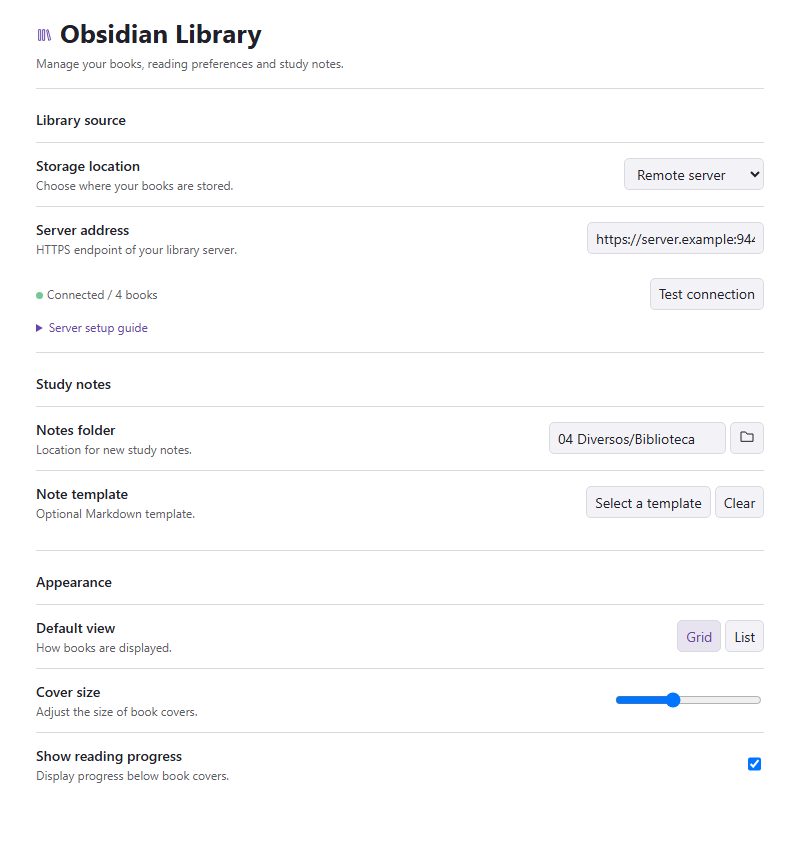 Obsidian Library
Manage your books, reading preferences and study notes.
Library source
Storage location
Remote server
Choose where your books are stored.
Server address
https://server.example:944
HTTPS endpoint of your library server.
Connected / 4 books
Test connection
Server setup guide
Study notes
Notes folder
04 Diversos/Biblioteca
Location for new study notes.
Note template
Select a template
Clear
Optional Markdown template.
Appearance
Default view
Grid
List
How books are displayed.
Cover size
Adjust the size of book covers.
Show reading progress
Display progress below book covers.